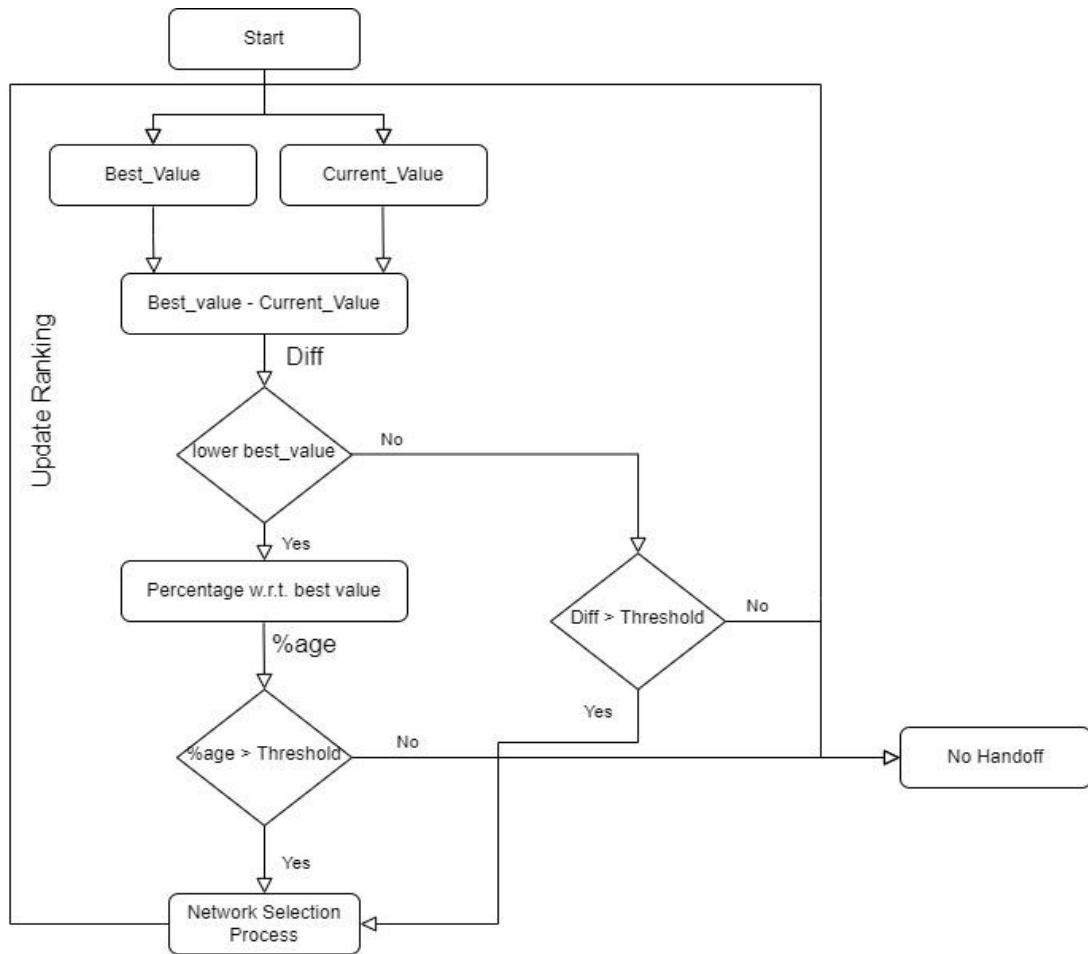 Start
Best_Value
Current_Value
Best_value - Current_Value
Diff
Update Ranking
lower best_value
No
Yes
Percentage w.r.t. best value
Diff > Threshold
No
%age
Yes
%age > Threshold
No
No Handoff
Yes
Network Selection
Process